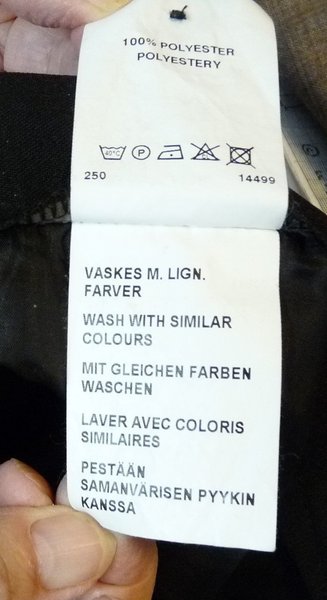 100% POLYESTER
POLYESTERY
40°C P
250 14499
VASKES M. LIGN.
FARVER
WASH WITH SIMILAR
COLOURS
MIT GLEICHEN FARBEN
WASCHEN
LAVER AVEC COLORIS
SIMILAIRES
PESTÄÄN
SAMANVÄRISEN PYYKIN
KANSSA